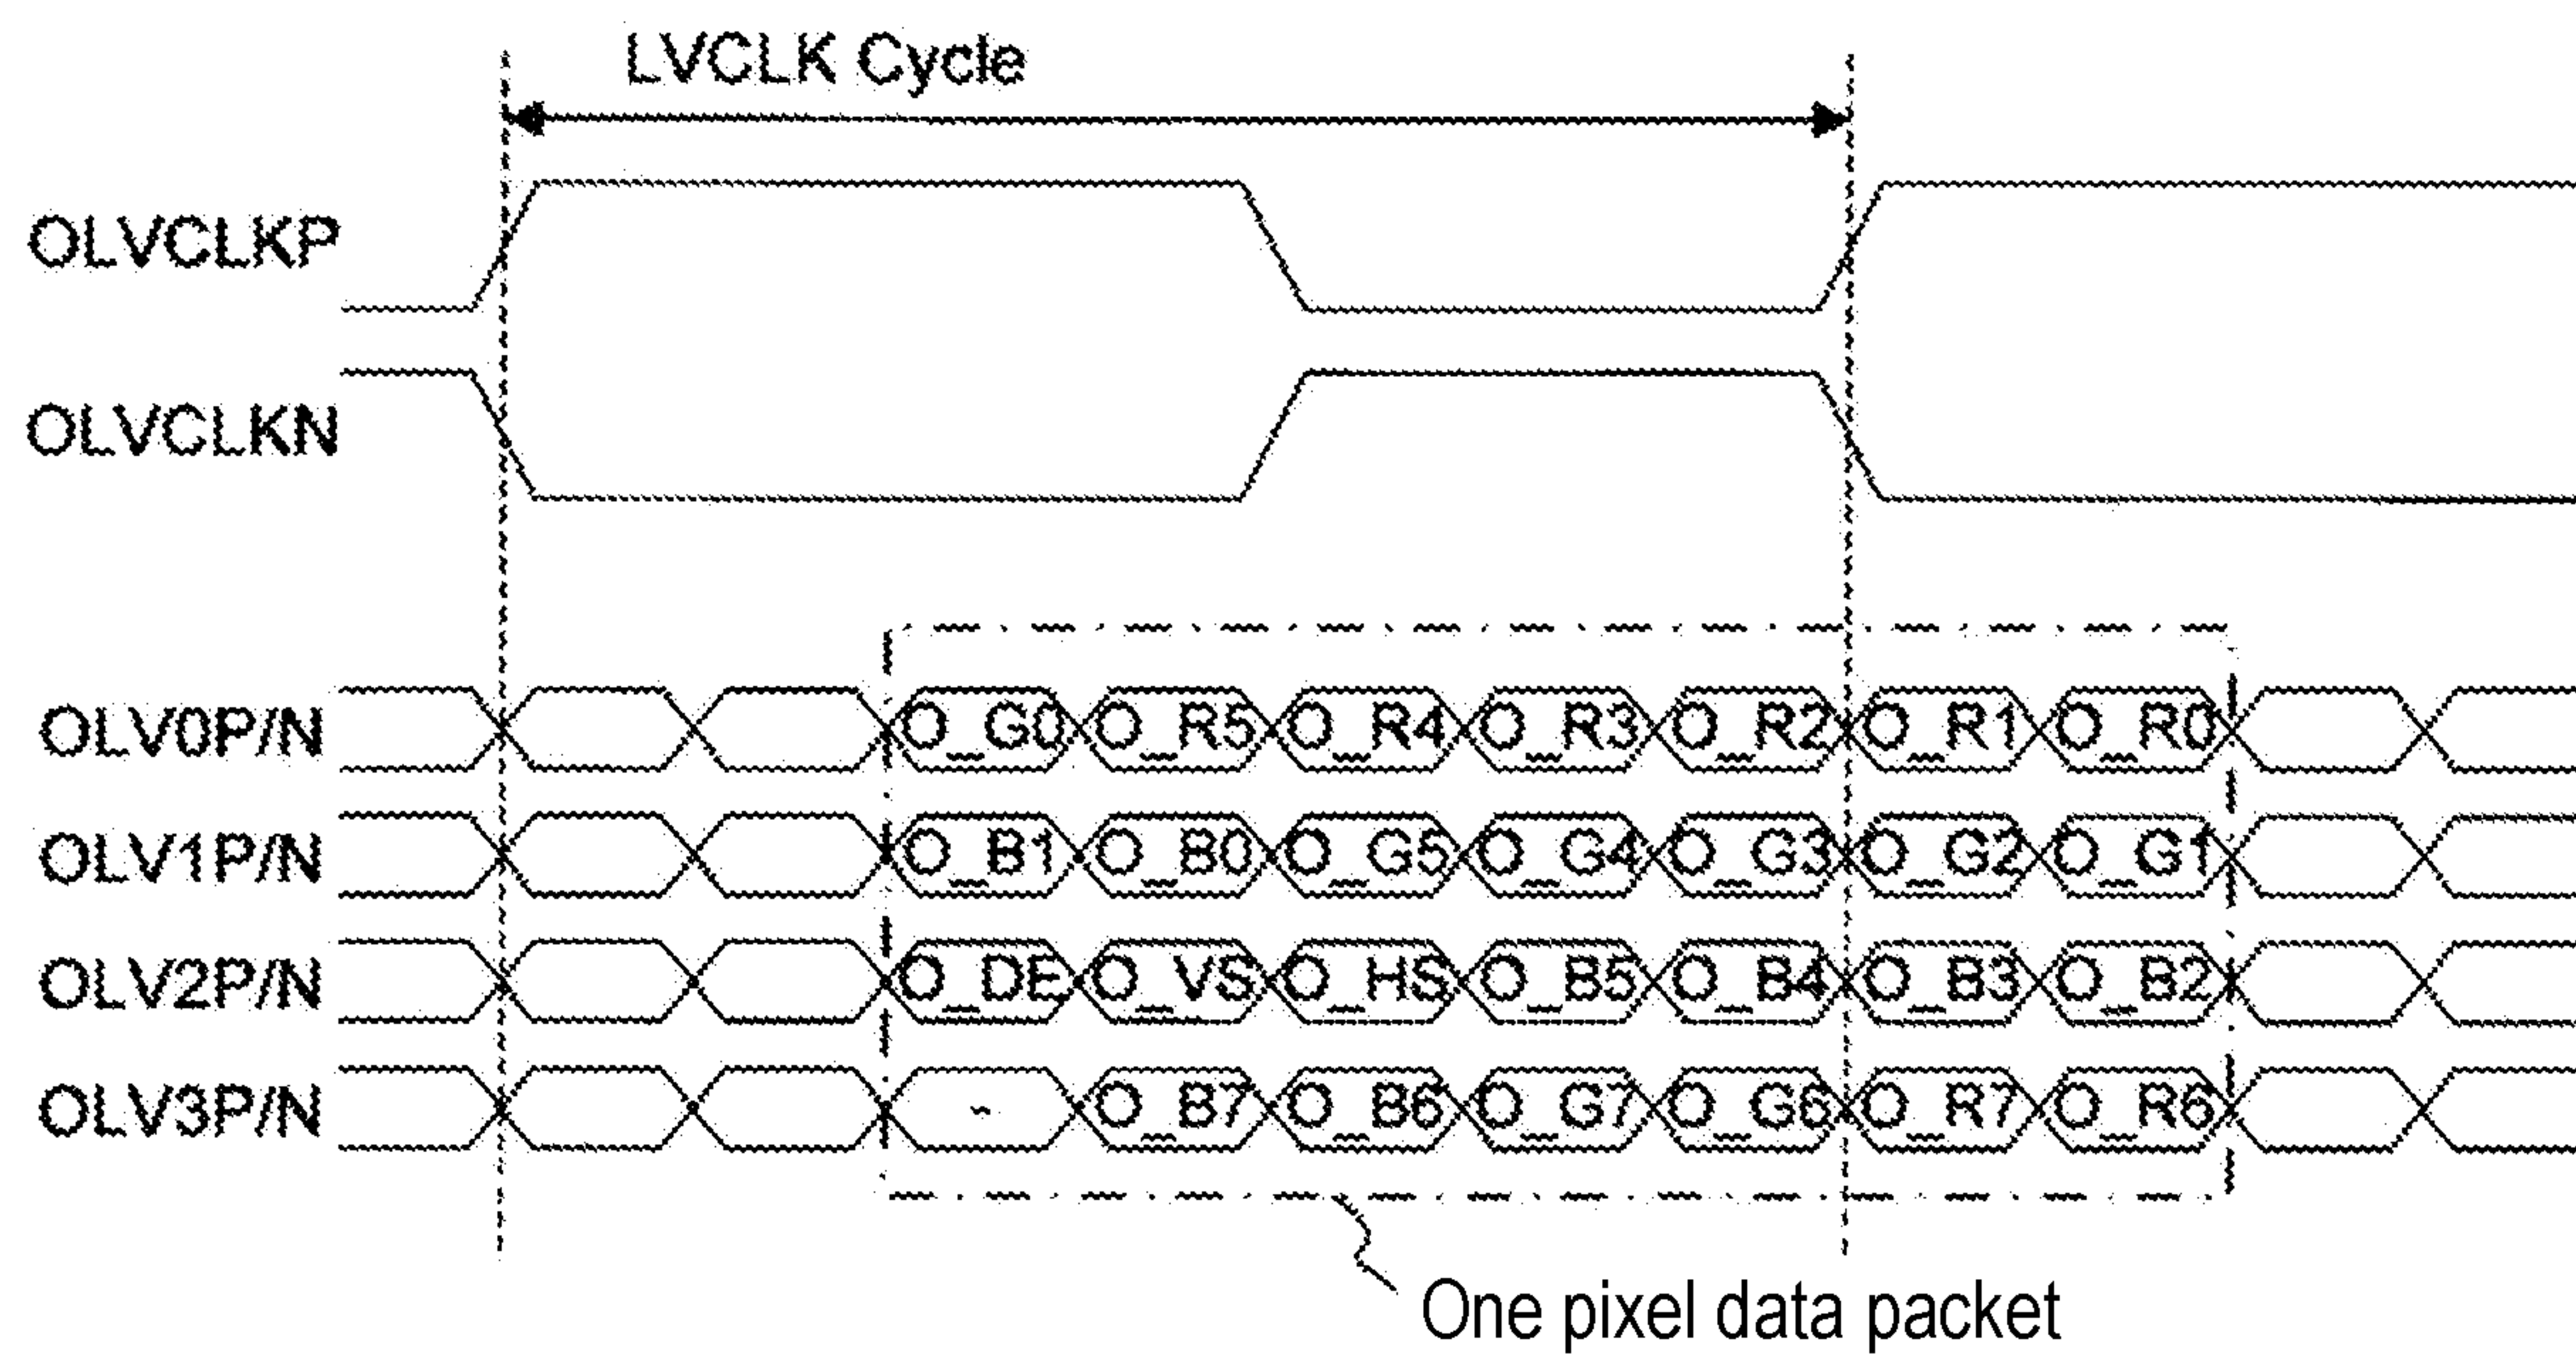 LVCLK Cycle
OLVCLKP
OLVCLKN
OLV0P/N O_G0 O_R5 O_R4 O_R3 O_R2 O_R1 O_R0
OLV1P/N O_B1 O_B0 O_G5 O_G4 O_G3 O_G2 O_G1
OLV2P/N O_DE O_VS O_HS O_B5 O_B4 O_B3 O_B2
OLV3P/N - O_B7 O_B6 O_G7 O_G6 O_R7 O_R6
One pixel data packet